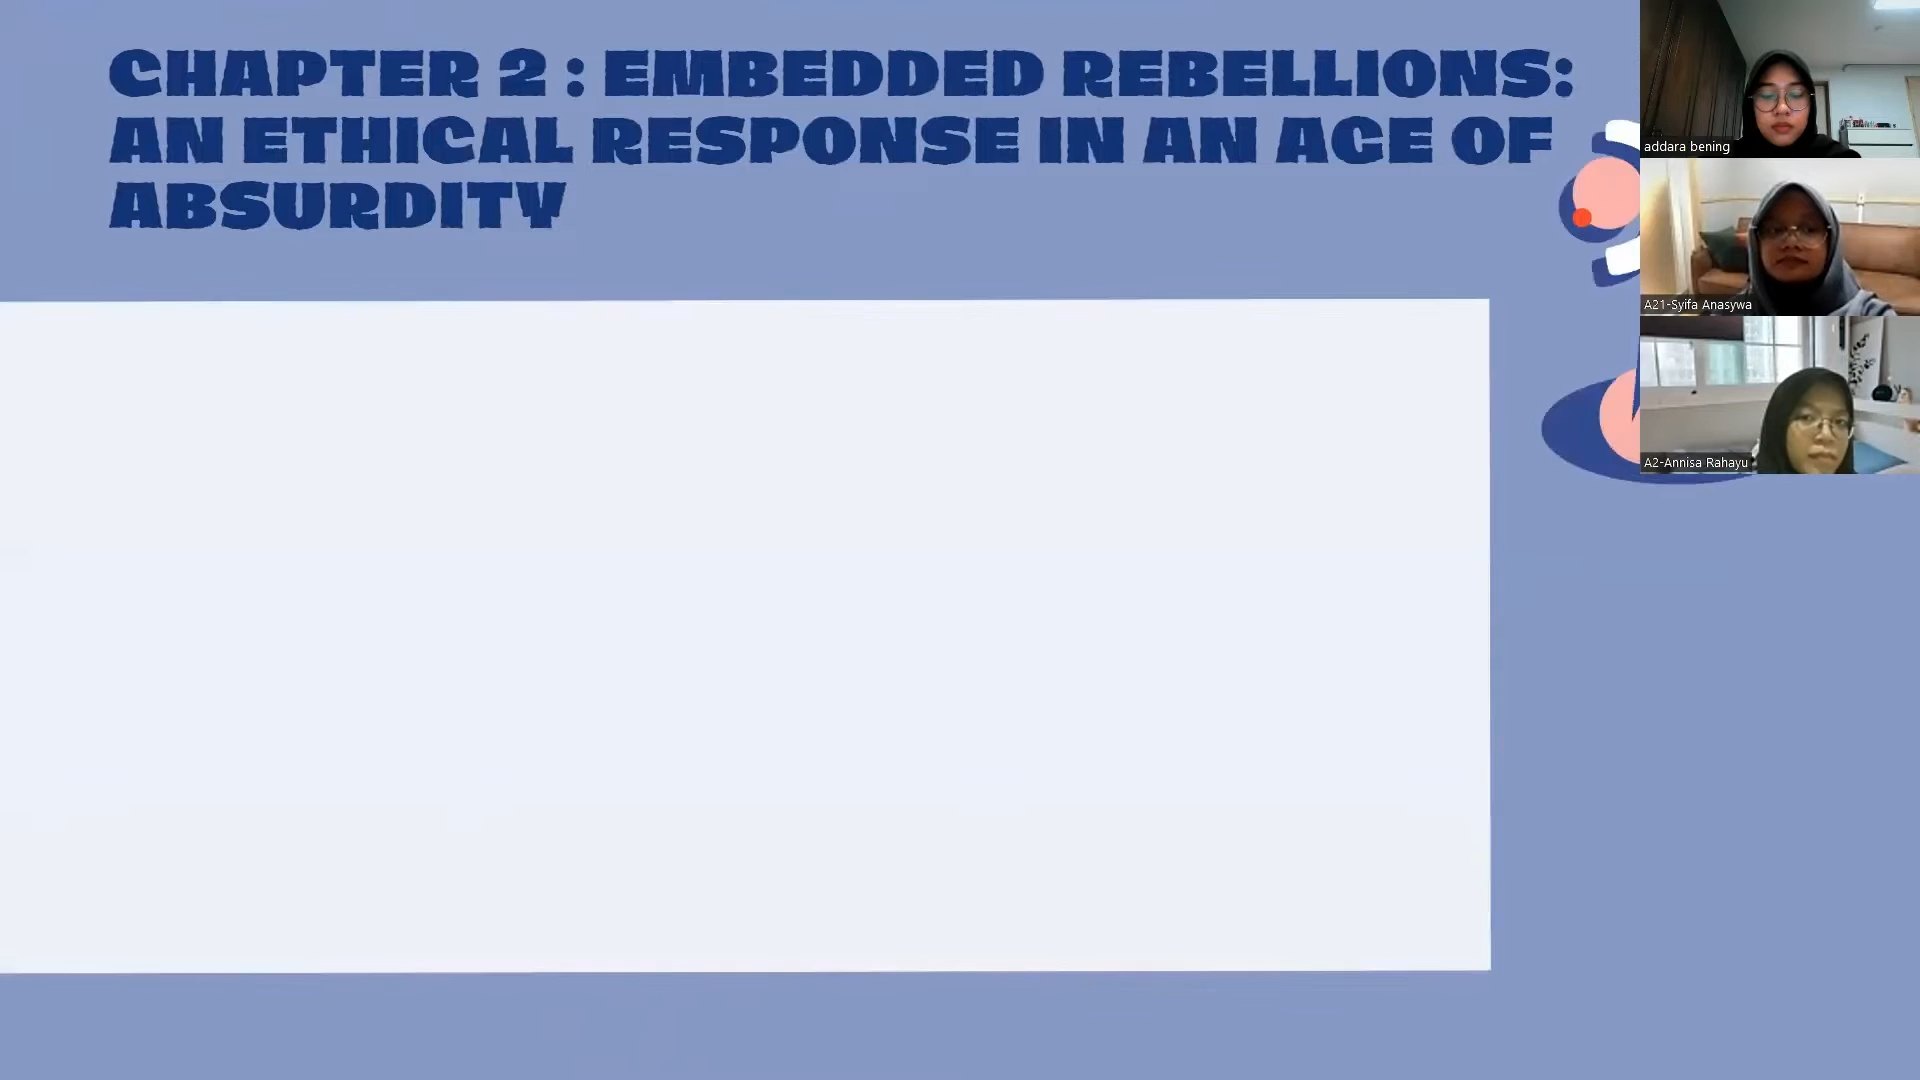 CHAPTER 2 : EMBEDDED REBELLIONS:
AN ETHICAL RESPONSE IN AN AGE OF
ABSURDITY
addara bening
A21-Syifa Anasywa
A2-Annisa Rahayu